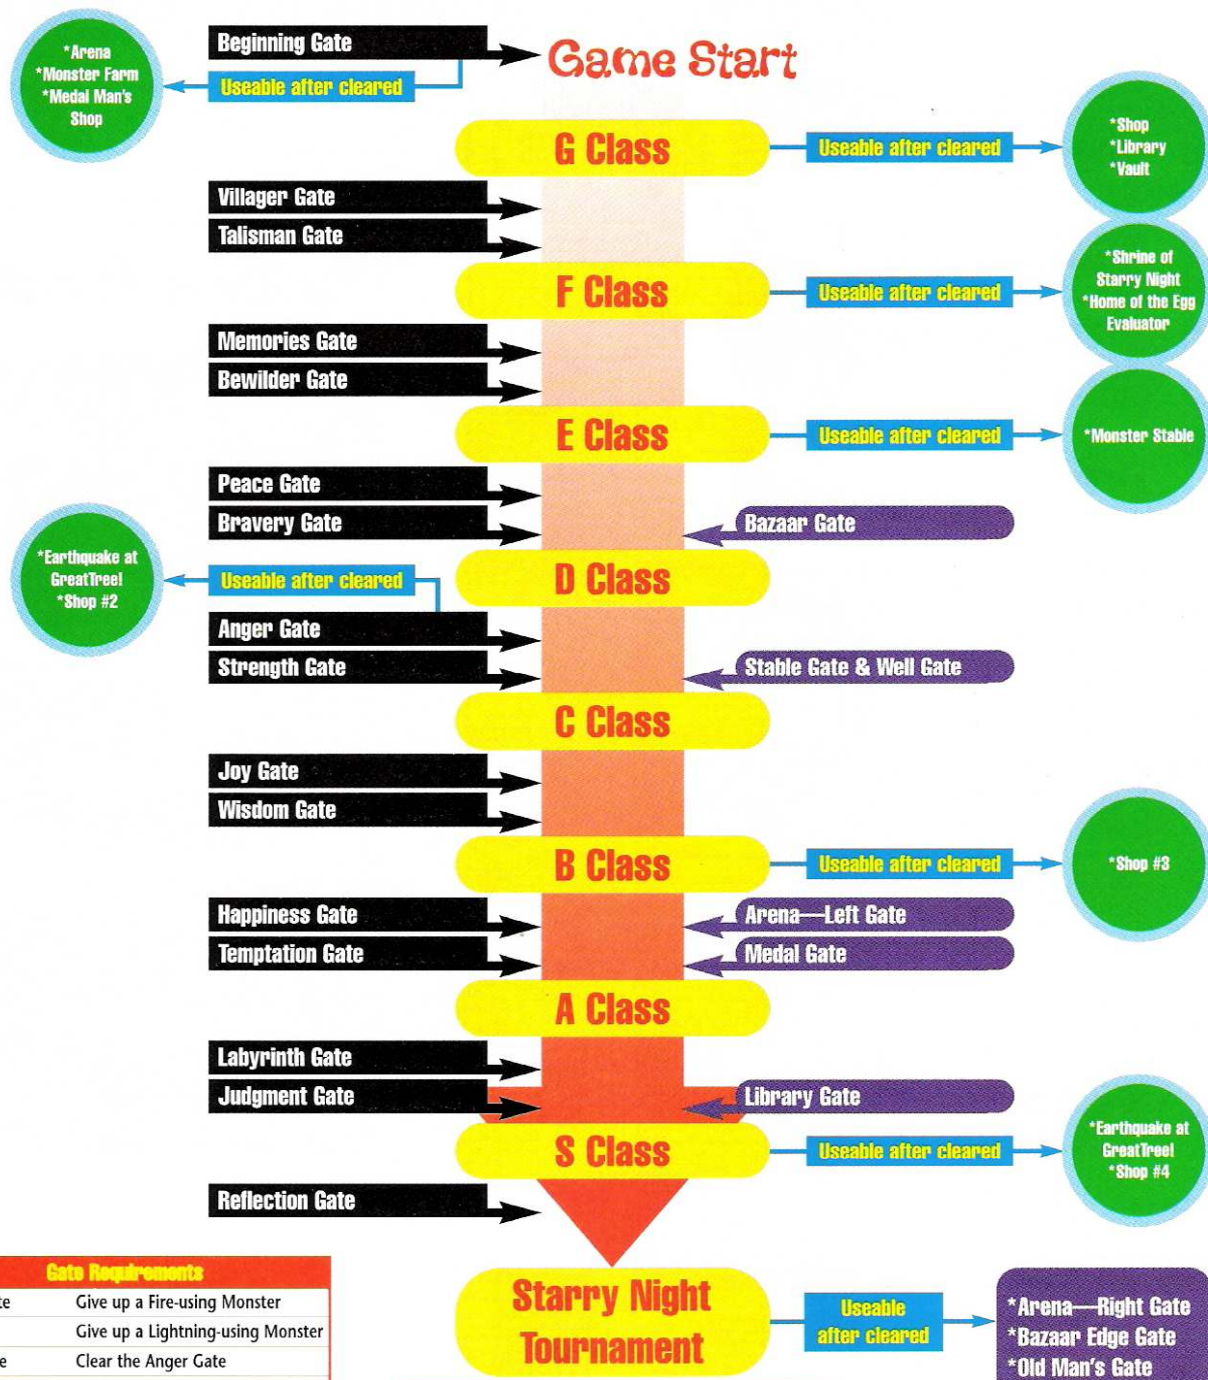 Beginning Gate
Game Start
*Arena
*Monster Farm
*Medal Man's
Shop
Useable after cleared
G Class
Useable after cleared
*Shop
*Library
*Vault
Villager Gate
Talisman Gate
F Class
Useable after cleared
*Shrine of
Starry Night
*Home of the Egg
Evaluator
Memories Gate
Bewilder Gate
E Class
Useable after cleared
*Monster Stable
Peace Gate
Bravery Gate
Bazaar Gate
*Earthquake at
GreatTree!
*Shop #2
Useable after cleared
D Class
Anger Gate
Strength Gate
Stable Gate & Well Gate
C Class
Joy Gate
Wisdom Gate
B Class
Useable after cleared
*Shop #3
Happiness Gate
Arena—Left Gate
Temptation Gate
Medal Gate
A Class
Labyrinth Gate
Judgment Gate
Library Gate
S Class
Useable after cleared
*Earthquake at
GreatTree!
*Shop #4
Reflection Gate
Gate Requirements
Give up a Fire-using Monster
Give up a Lightning-using Monster
Clear the Anger Gate
Starry Night
Tournament
Useable
after cleared
*Arena—Right Gate
*Bazaar Edge Gate
*Old Man's Gate